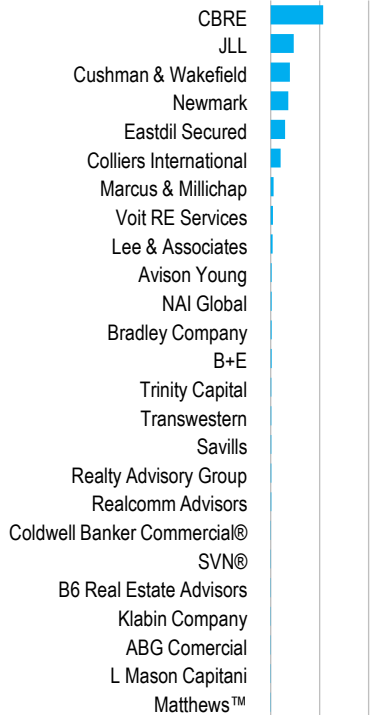 CBRE
JLL
Cushman & Wakefield
Newmark
Eastdil Secured
Colliers International
Marcus & Millichap
Voit RE Services
Lee & Associates
Avison Young
NAI Global
Bradley Company
B+E
Trinity Capital
Transwestern
Savills
Realty Advisory Group
Realcomm Advisors
Coldwell Banker Commercial®
SVN®
B6 Real Estate Advisors
Klabin Company
ABG Comercial
L Mason Capitani
Matthews™